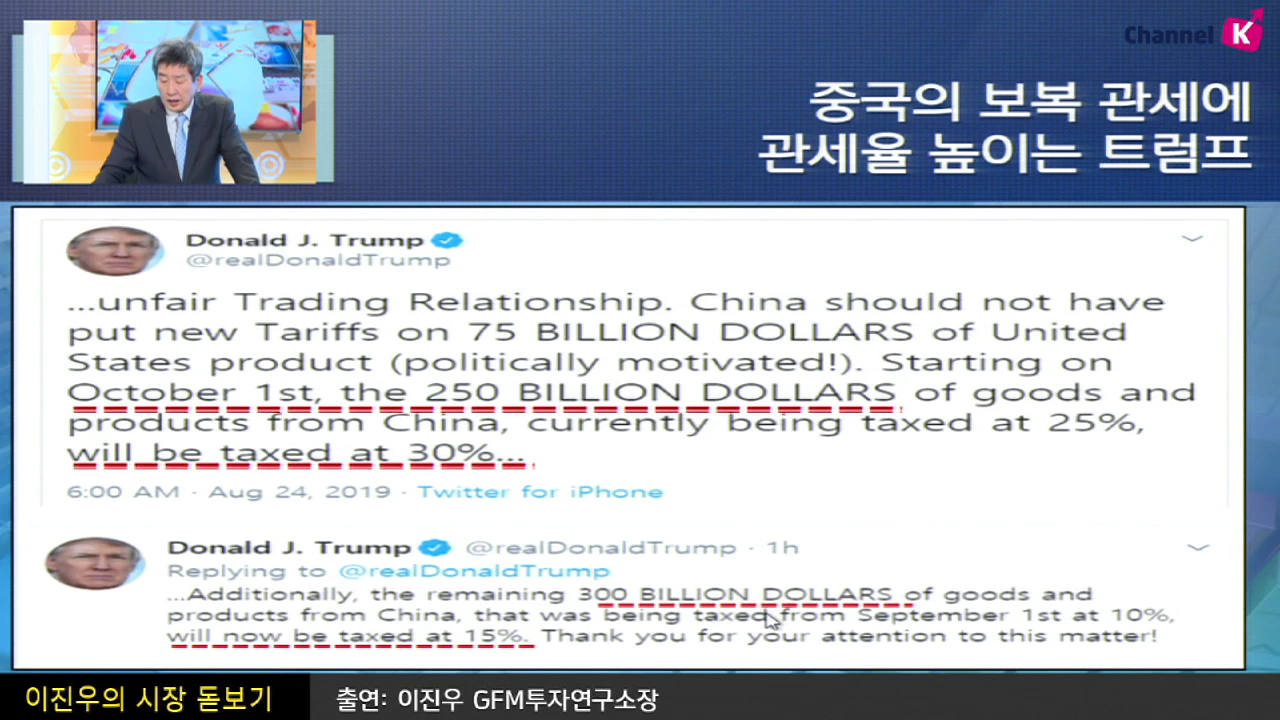 Channel K
중국의 보복 관세에
관세율 높이는 트럼프
Donald J. Trump
@realDonaldTrump
...unfair Trading Relationship. China should not have
put new Tariffs on 75 BILLION DOLLARS of United
States product (politically motivated!). Starting on
October 1st, the 250 BILLION DOLLARS of goods and
products from China, currently being taxed at 25%,
will be taxed at 30%...
6:00 AM · Aug 24, 2019 · Twitter for iPhone
Donald J. Trump @realDonaldTrump · 1h
Replying to @realDonaldTrump
...Additionally, the remaining 300 BILLION DOLLARS of goods and
products from China, that was being taxed from September 1st at 10%,
will now be taxed at 15%. Thank you for your attention to this matter!
이진우의 시장 돋보기
출연: 이진우 GFM투자연구소장